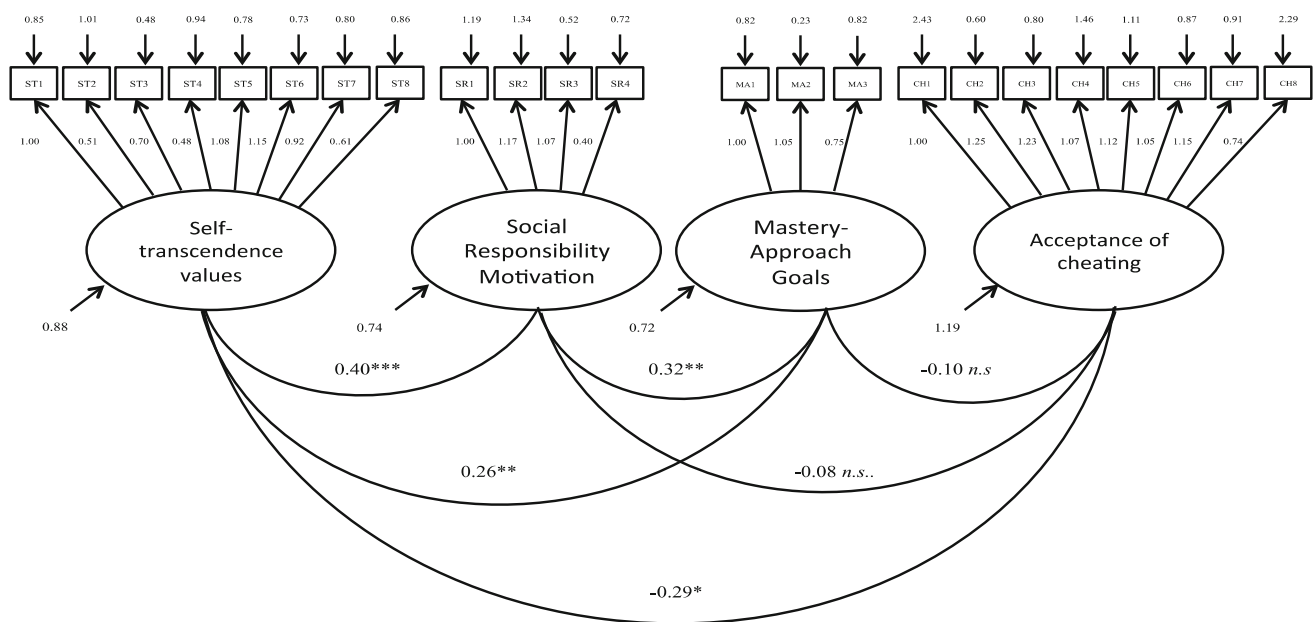 0.85 1.01 0.48 0.94 0.78 0.73 0.80 0.86 1.19 1.34 0.52 0.72 0.82 0.23 0.82 2.43 0.60 0.80 1.46 1.11 0.87 0.91 2.29
ST1 ST2 ST3 ST4 ST5 ST6 ST7 ST8 SR1 SR2 SR3 SR4 MA1 MA2 MA3 CH1 CH2 CH3 CH4 CH5 CH6 CH7 CH8
1.00 0.51 0.70 0.48 1.08 1.15 0.92 0..61 1.00 1.17 1.07 0.40 1.00 1.05 0.75 1.00 1.25 1.23 1.07 1.12 1.05 1.15 0.74
Self-
transcendence
values
Social
Responsibility
Motivation
Mastery-
Approach
Goals
Acceptance of
cheating
0.88 0.74 0.72 1.19
0.40*** 0.32** -0.10 n.s
0.26** -0.08 n.s..
-0.29*